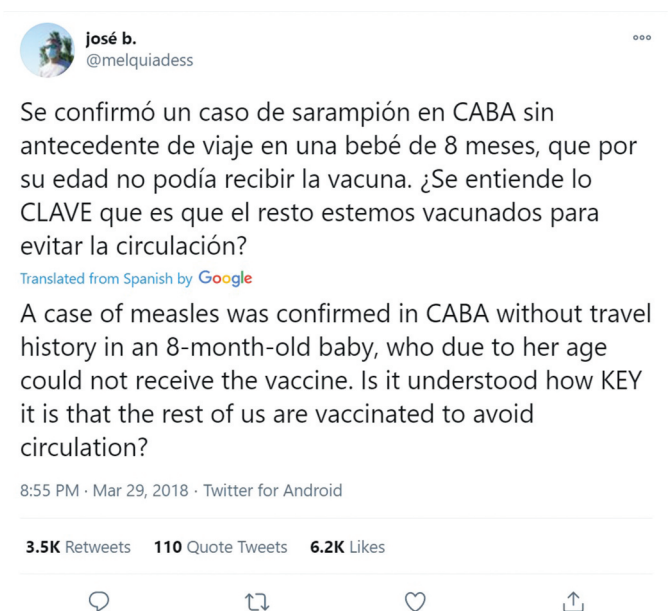 josé b.
@melquiadess
Se confirmó un caso de sarampión en CABA sin
antecedente de viaje en una bebé de 8 meses, que por
su edad no podía recibir la vacuna. ¿Se entiende lo
CLAVE que es que el resto estemos vacunados para
evitar la circulación?
Translated from Spanish by Google
A case of measles was confirmed in CABA without travel
history in an 8-month-old baby, who due to her age
could not receive the vaccine. Is it understood how KEY
it is that the rest of us are vaccinated to avoid
circulation?
8:55 PM · Mar 29, 2018 · Twitter for Android
3.5K Retweets 110 Quote Tweets 6.2K Likes